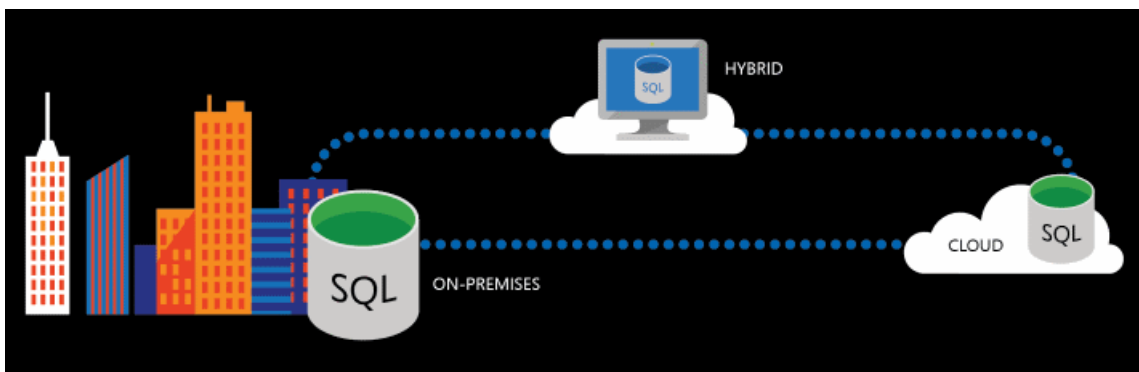 HYBRID
SQL
SQL
CLOUD
SQL
ON-PREMISES